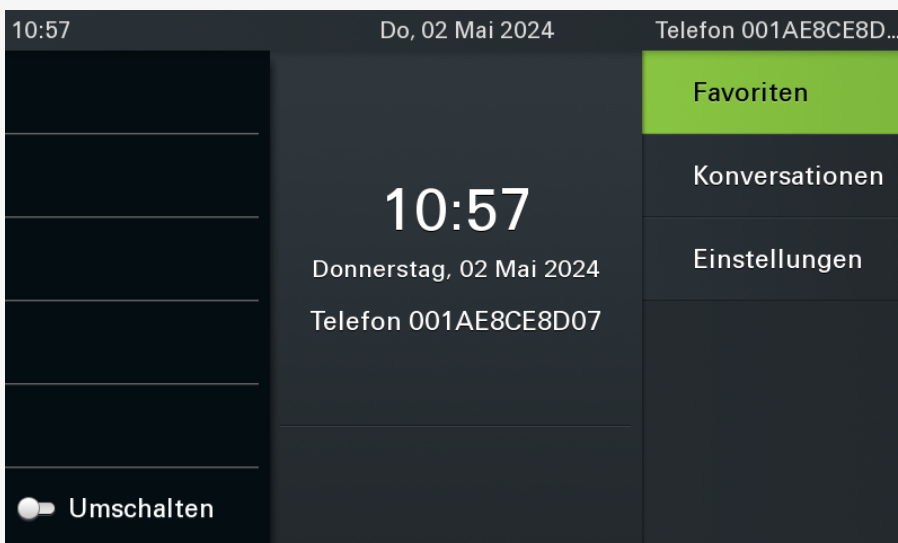 10:57
Do, 02 Mai 2024
Telefon 001AE8CE8D...
Favoriten
Konversationen
Einstellungen
10:57
Donnerstag, 02 Mai 2024
Telefon 001AE8CE8D07
Umschalten